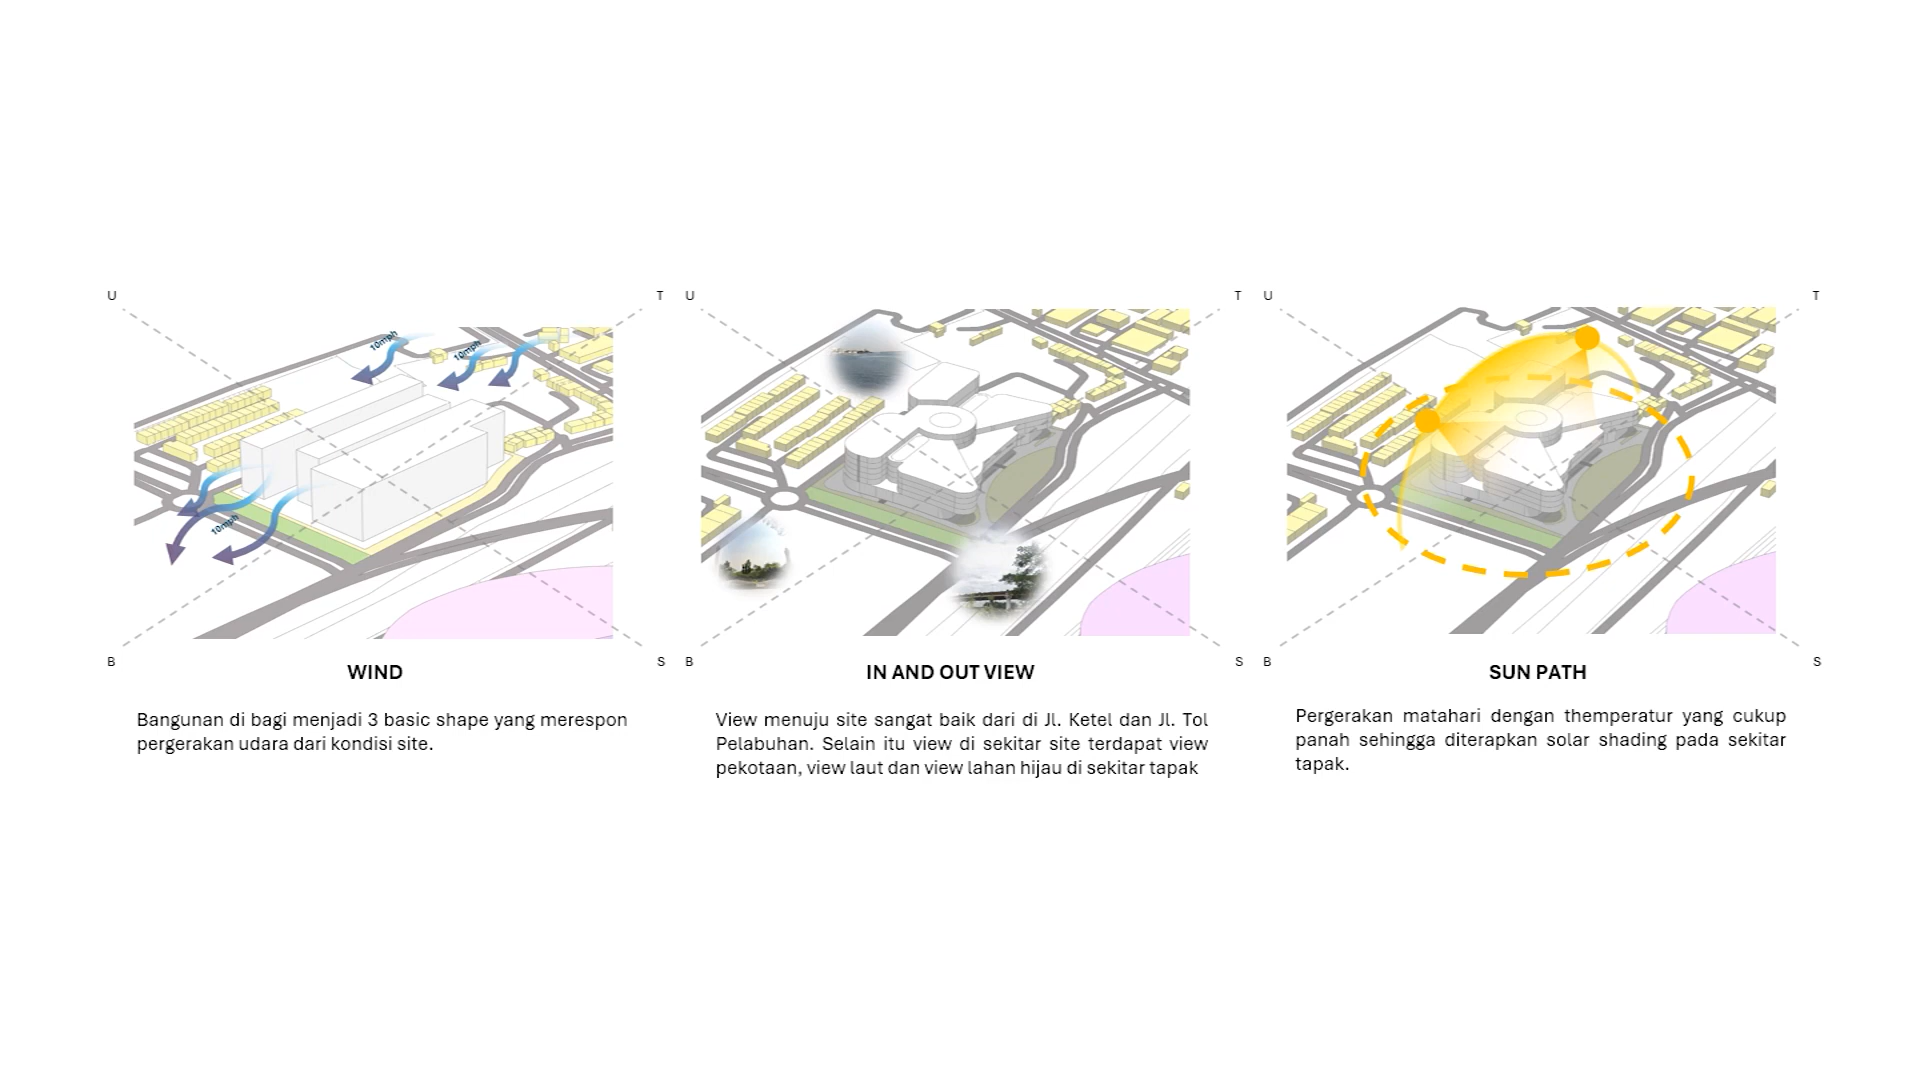 U T U T U T
10mph
10mph
10mph
B S B S B S
WIND
Bangunan di bagi menjadi 3 basic shape yang merespon
pergerakan udara dari kondisi site.
IN AND OUT VIEW
View menuju site sangat baik dari di Jl. Ketel dan Jl. Tol
Pelabuhan. Selain itu view di sekitar site terdapat view
pekotaan, view laut dan view lahan hijau di sekitar tapak
SUN PATH
Pergerakan matahari dengan themperatur yang cukup
panah sehingga diterapkan solar shading pada sekitar
tapak.